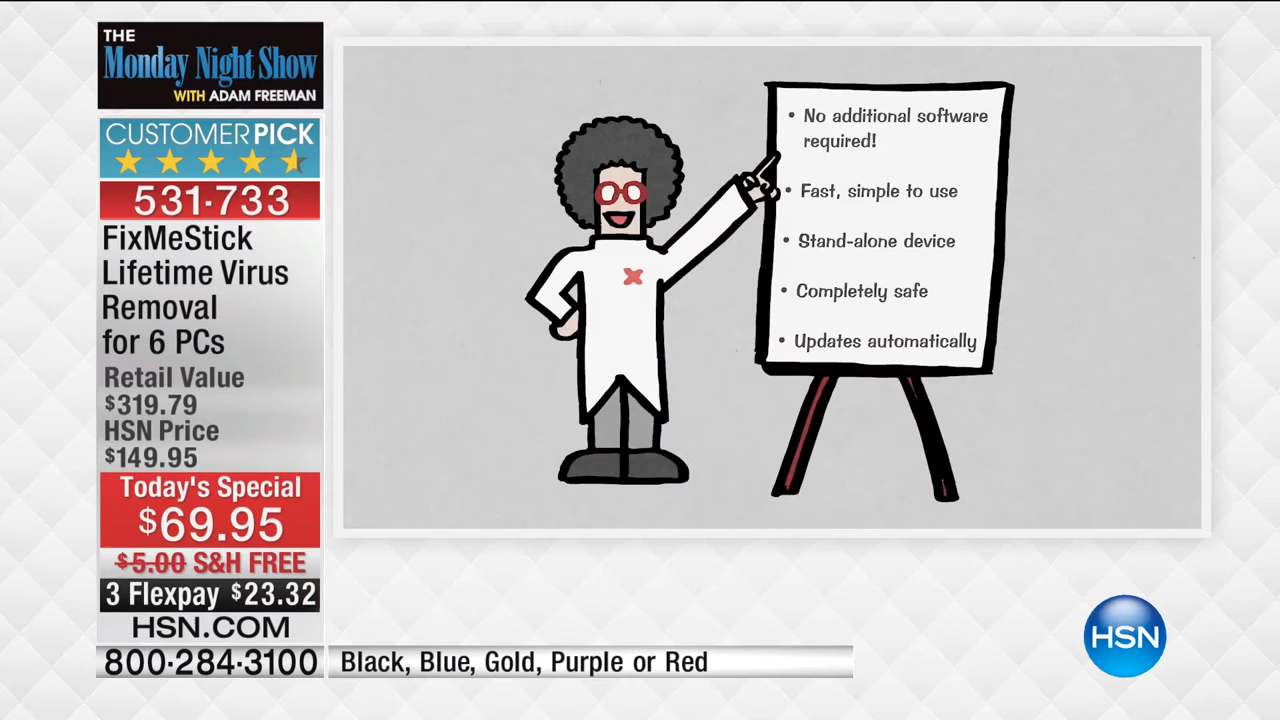 THE
Monday Night Show
WITH ADAM FREEMAN
CUSTOMER PICK
531·733
FixMeStick
Lifetime Virus
Removal
for 6 PCs
Retail Value
$319.79
HSN Price
$149.95
Today's Special
$69.95
$5.00 S&H FREE
3 Flexpay $23.32
HSN.COM
800·284·3100
• No additional software
required!
• Fast, simple to use
• Stand-alone device
• Completely safe
• Updates automatically
Black, Blue, Gold, Purple or Red
HSN